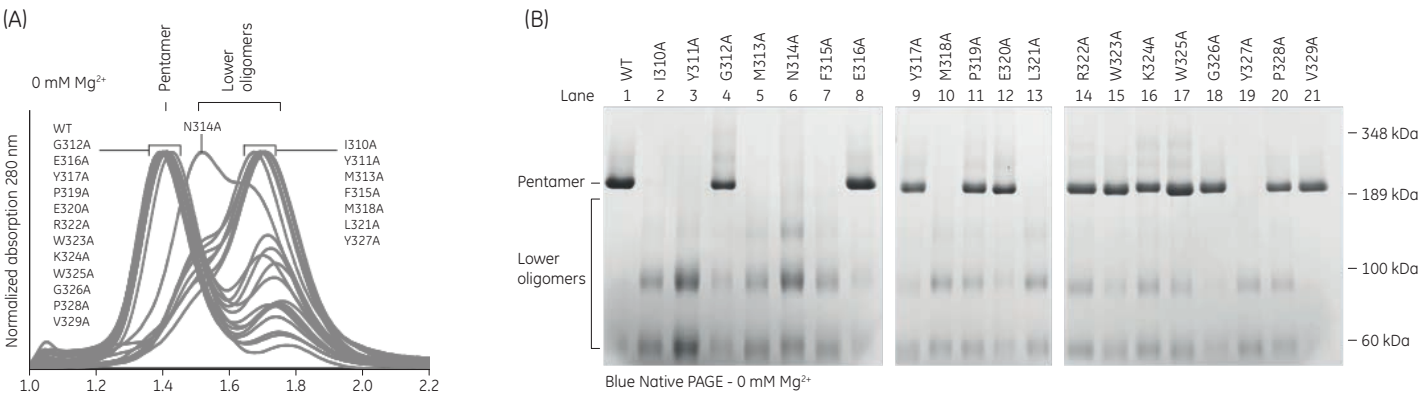 (A)
Pentamer
Lower
oligomers
0 mM Mg²⁺
N314A
WT
G312A
E316A
Y317A
P319A
E320A
R322A
W323A
K324A
W325A
G326A
P328A
V329A
I310A
Y311A
M313A
F315A
M318A
L321A
Y327A
Normalized absorption 280 nm
1.0 1.2 1.4 1.6 1.8 2.0 2.2
(B)
WT I310A Y311A G312A M313A N314A F315A E316A Y317A M318A P319A E320A L321A R322A W323A K324A W325A G326A Y327A P328A V329A
Lane 1 2 3 4 5 6 7 8 9 10 11 12 13 14 15 16 17 18 19 20 21
Pentamer
Lower
oligomers
348 kDa
189 kDa
100 kDa
60 kDa
Blue Native PAGE - 0 mM Mg²⁺